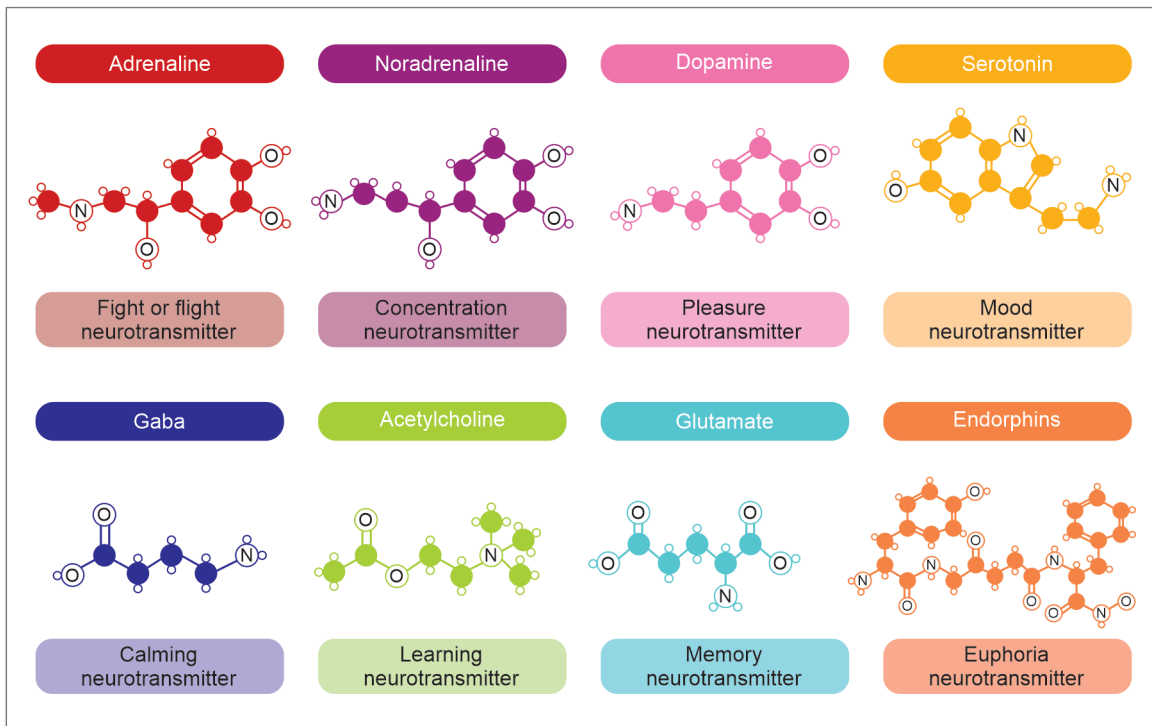 Adrenaline
Noradrenaline
Dopamine
Serotonin
O
O
N
O
O
O
N
O
O
O
N
N
O
N
Fight or flight
neurotransmitter
Concentration
neurotransmitter
Pleasure
neurotransmitter
Mood
neurotransmitter
Gaba
Acetylcholine
Glutamate
Endorphins
O
O
N
O
O
N
O
O
O
O
N
O
O
N
N
N
O
O
O
N
O
Calming
neurotransmitter
Learning
neurotransmitter
Memory
neurotransmitter
Euphoria
neurotransmitter